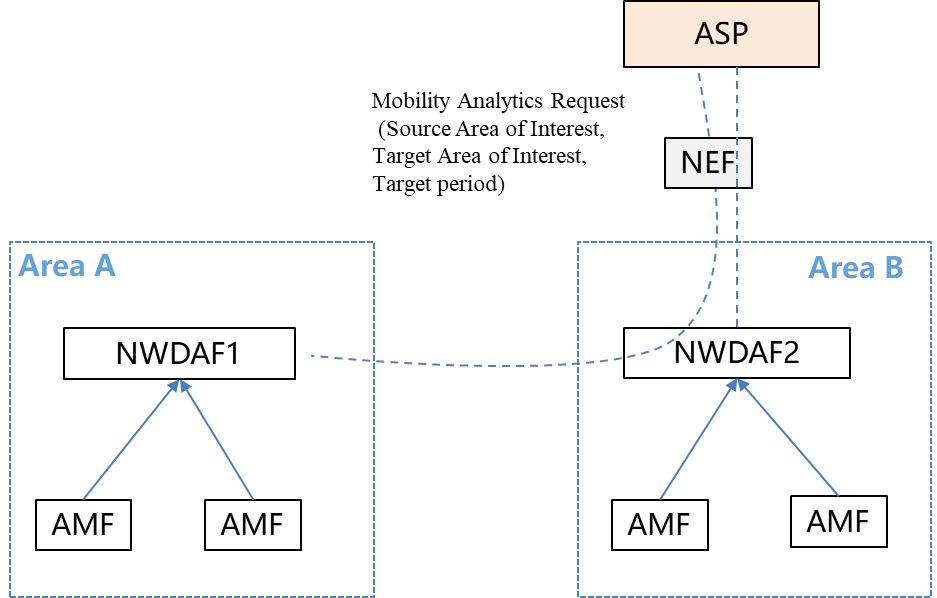 ASP
Mobility Analytics Request
(Source Area of Interest,
Target Area of Interest,
Target period)
NEF
Area A
Area B
NWDAF1
NWDAF2
AMF
AMF
AMF
AMF